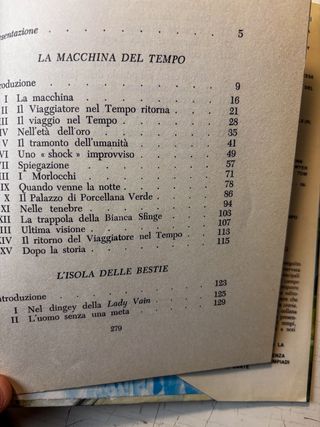 esentazione 5
LA MACCHINA DEL TEMPO
roduzione 9
I La macchina 16
II Il Viaggiatore nel Tempo ritorna 21
III Il viaggio nel Tempo 28
IV Nell'età dell'oro 35
V Il tramonto dell'umanità 41
VI Uno « shock » improvviso 49
VII Spiegazione 57
III I Morlocchi 71
IX Quando venne la notte 78
X Il Palazzo di Porcellana Verde 86
XI Nelle tenebre 94
XII La trappola della Bianca Sfinge 103
XIII Ultima visione 107
XIV Il ritorno del Viaggiatore nel Tempo 113
XV Dopo la storia 115
L'ISOLA DELLE BESTIE 123
ntroduzione 125
I Nel dingey della Lady Vain 129
II L'uomo senza una meta
279